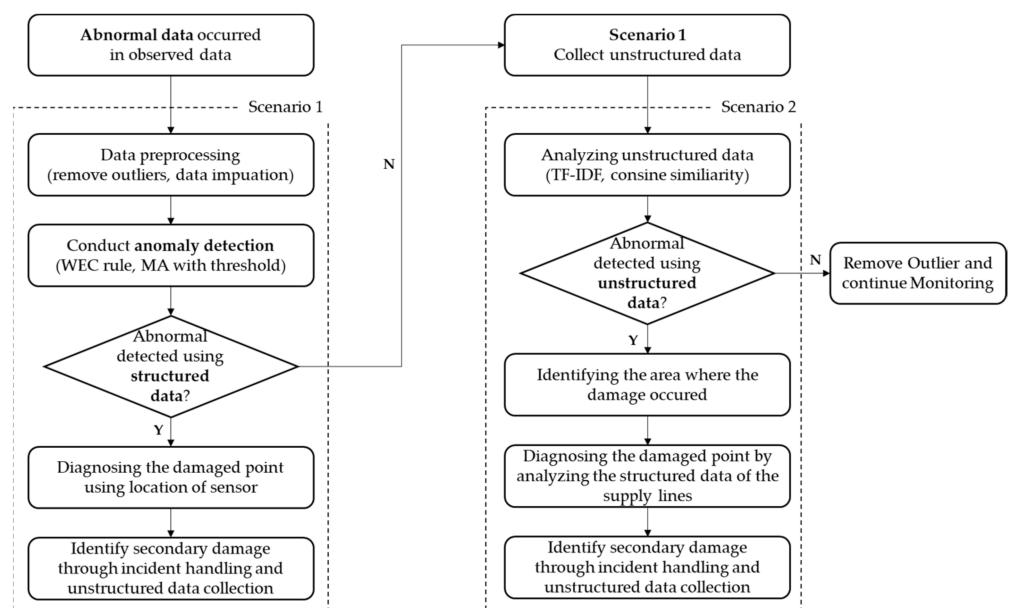 Abnormal data occurred
in observed data
Scenario 1
Data preprocessing
(remove outliers, data impuation)
Conduct anomaly detection
(WEC rule, MA with threshold)
Abnormal
detected using
structured
data?
N
Y
Diagnosing the damaged point
using location of sensor
Identify secondary damage
through incident handling and
unstructured data collection
Scenario 1
Collect unstructured data
Scenario 2
Analyzing unstructured data
(TF-IDF, consine similiarity)
Abnormal
detected using
unstructured
data?
N
Remove Outlier and
continue Monitoring
Y
Identifying the area where the
damage occured
Diagnosing the damaged point by
analyzing the structured data of the
supply lines
Identify secondary damage
through incident handling and
unstructured data collection